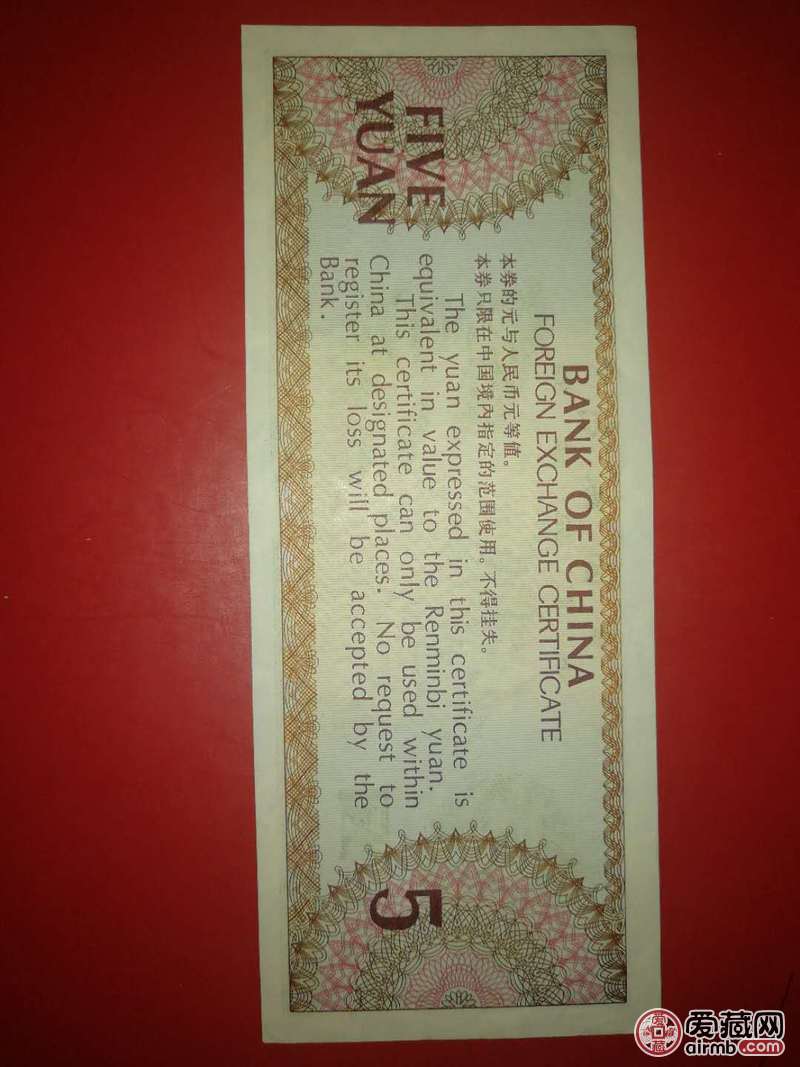 BANK OF CHINA
FOREIGN EXCHANGE CERTIFICATE
FIVE
YUAN
本券的元与人民币元等值。
本券只限在中国境内指定的范围使用。不得挂失。
The yuan expressed in this certificate is
equivalent in value to the Renminbi yuan.
This certificate can only be used within
China at designated places. No request to
register its loss will be accepted by the
Bank.
5
爱藏网
airmb.com